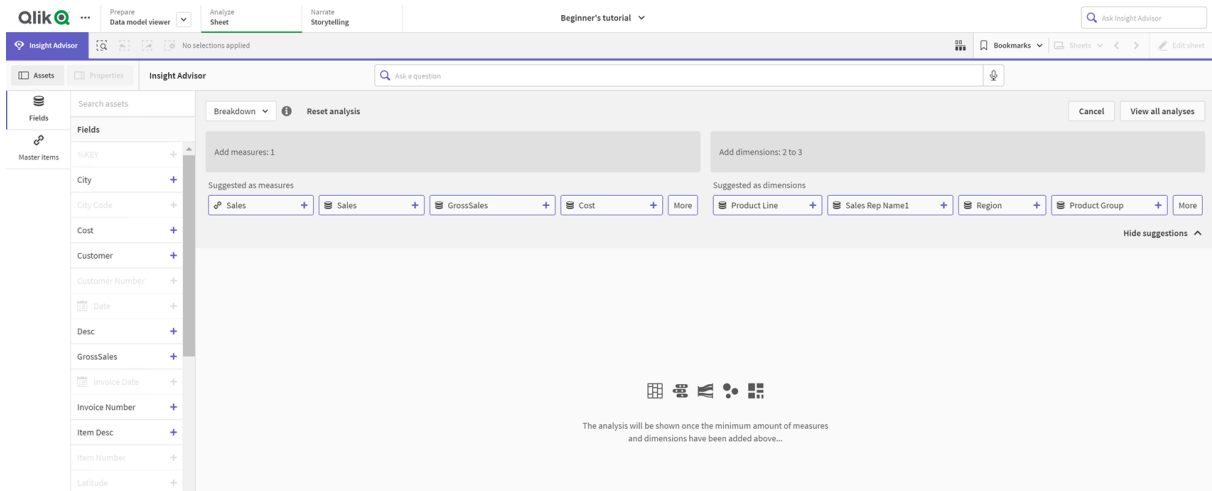 Qlik
...
Prepare
Data model viewer
Analyze
Sheet
Narrate
Storytelling
Beginner's tutorial
Ask Insight Advisor
Insight Advisor
No selections applied
Bookmarks
Sheets
Edit sheet
Assets
Properties
Insight Advisor
Ask a question
Fields
Master items
Search assets
Fields
%KEY
City
City Code
Cost
Customer
Customer Number
Date
Desc
GrossSales
Invoice Date
Invoice Number
Item Desc
Item Number
Latitude
Breakdown
Reset analysis
Cancel
View all analyses
Add measures: 1
Add dimensions: 2 to 3
Suggested as measures
Sales
Sales
GrossSales
Cost
More
Suggested as dimensions
Product Line
Sales Rep Name1
Region
Product Group
More
Hide suggestions
The analysis will be shown once the minimum amount of measures
and dimensions have been added above...